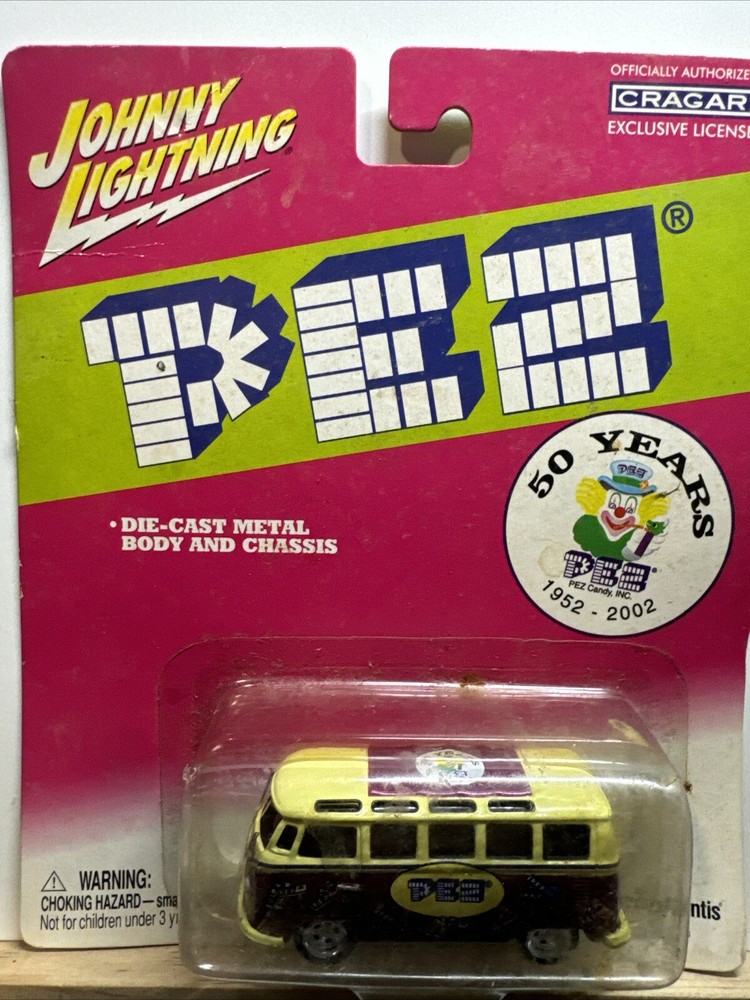 JOHNNY
LIGHTNING®
OFFICIALLY AUTHORIZE
CRAGAR
EXCLUSIVE LICENSE
PEZ®
50 YEARS
PEZ
PEZ®
PEZ Candy, INC.
1952 - 2002
• DIE-CAST METAL
BODY AND CHASSIS
PEZ
⚠ WARNING:
CHOKING HAZARD — sma
Not for children under 3 y
ntis®